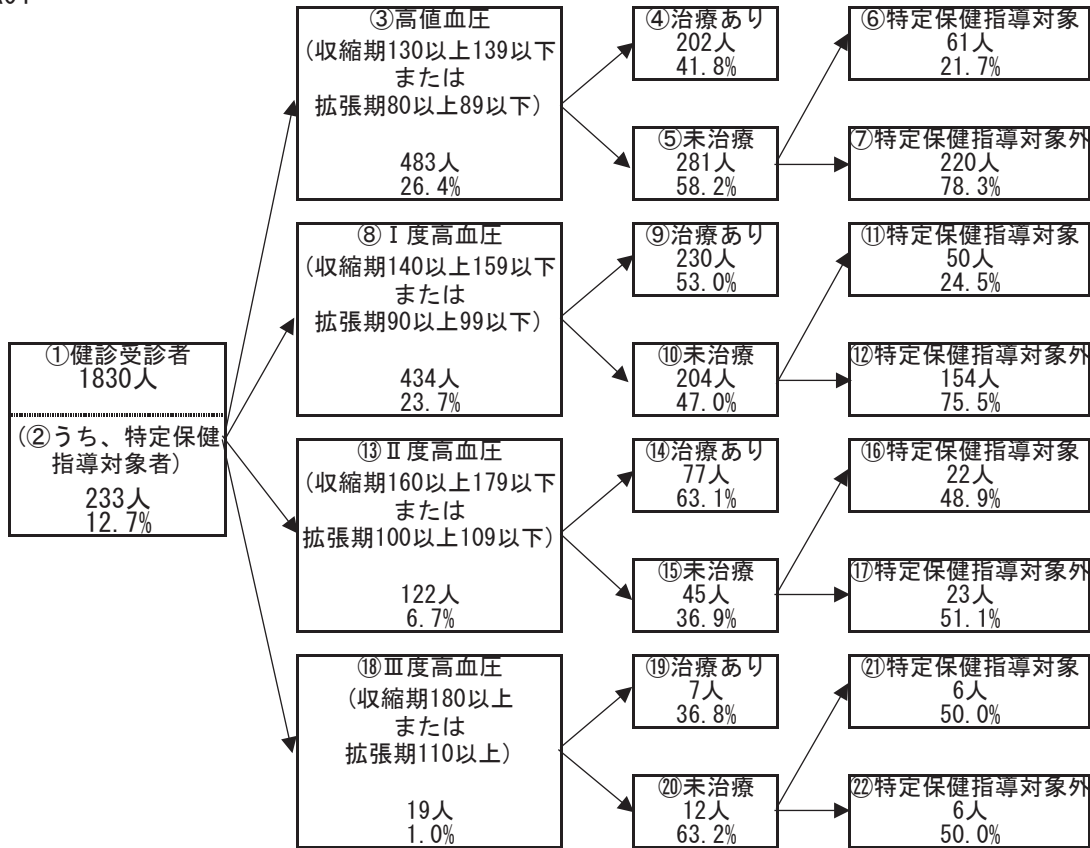 ①健診受診者
1830人
(②うち、特定保健
指導対象者)
233人
12.7%
③高値血圧
(収縮期130以上139以下
または
拡張期80以上89以下)
483人
26.4%
④治療あり
202人
41.8%
⑤未治療
281人
58.2%
⑥特定保健指導対象
61人
21.7%
⑦特定保健指導対象外
220人
78.3%
⑧Ⅰ度高血圧
(収縮期140以上159以下
または
拡張期90以上99以下)
434人
23.7%
⑨治療あり
230人
53.0%
⑩未治療
204人
47.0%
⑪特定保健指導対象
50人
24.5%
⑫特定保健指導対象外
154人
75.5%
⑬Ⅱ度高血圧
(収縮期160以上179以下
または
拡張期100以上109以下)
122人
6.7%
⑭治療あり
77人
63.1%
⑮未治療
45人
36.9%
⑯特定保健指導対象
22人
48.9%
⑰特定保健指導対象外
23人
51.1%
⑱Ⅲ度高血圧
(収縮期180以上
または
拡張期110以上)
19人
1.0%
⑲治療あり
7人
36.8%
⑳未治療
12人
63.2%
㉑特定保健指導対象
6人
50.0%
㉒特定保健指導対象外
6人
50.0%